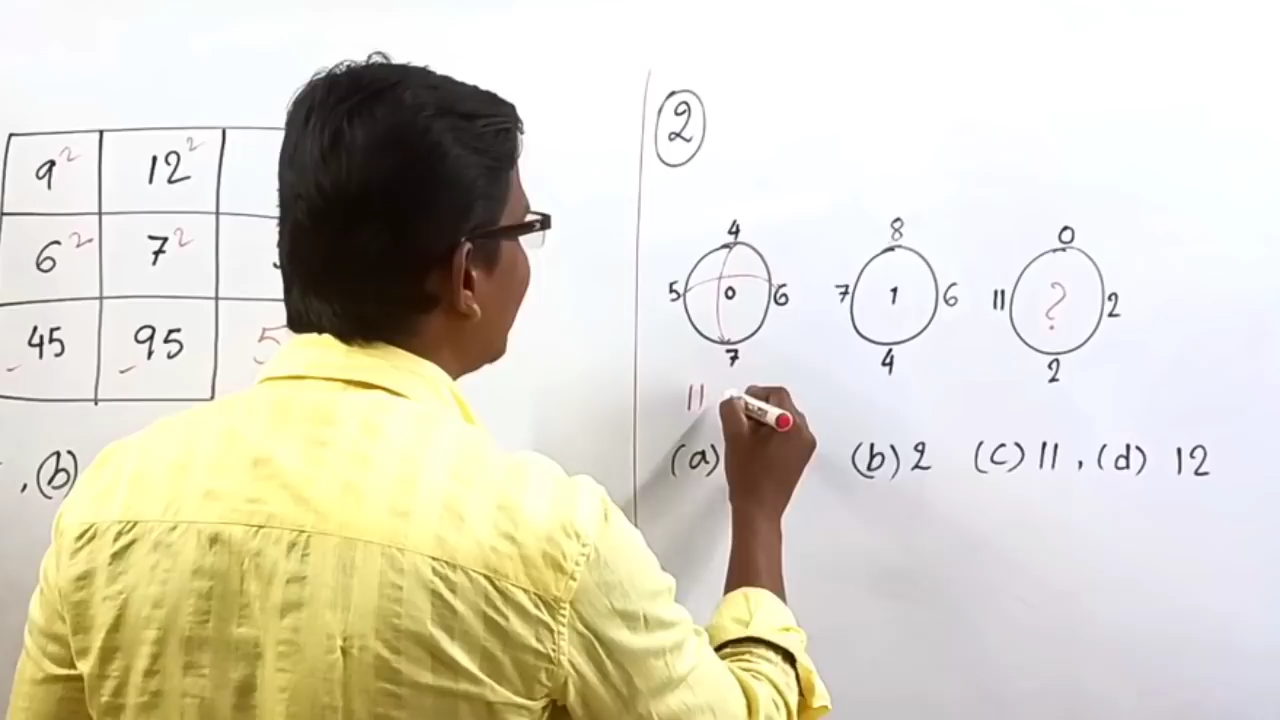 9² 12²
6² 7²
45 95 5
, (b)
2
4 8 0
5 0 6 7 1 6 11 ? 2
7 4 2
11
(a) (b) 2 (c) 11 , (d) 12